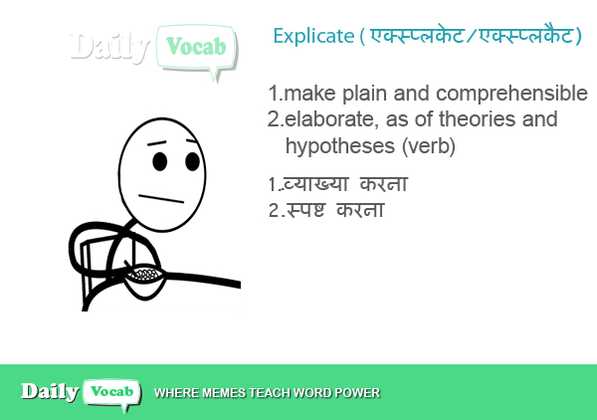 Daily Vocab
Explicate ( एक्स्प्लकेट/एक्स्प्लकैट)
1.make plain and comprehensible
2.elaborate, as of theories and
hypotheses (verb)
1.व्याख्या करना
2.स्पष्ट करना
Daily Vocab WHERE MEMES TEACH WORD POWER